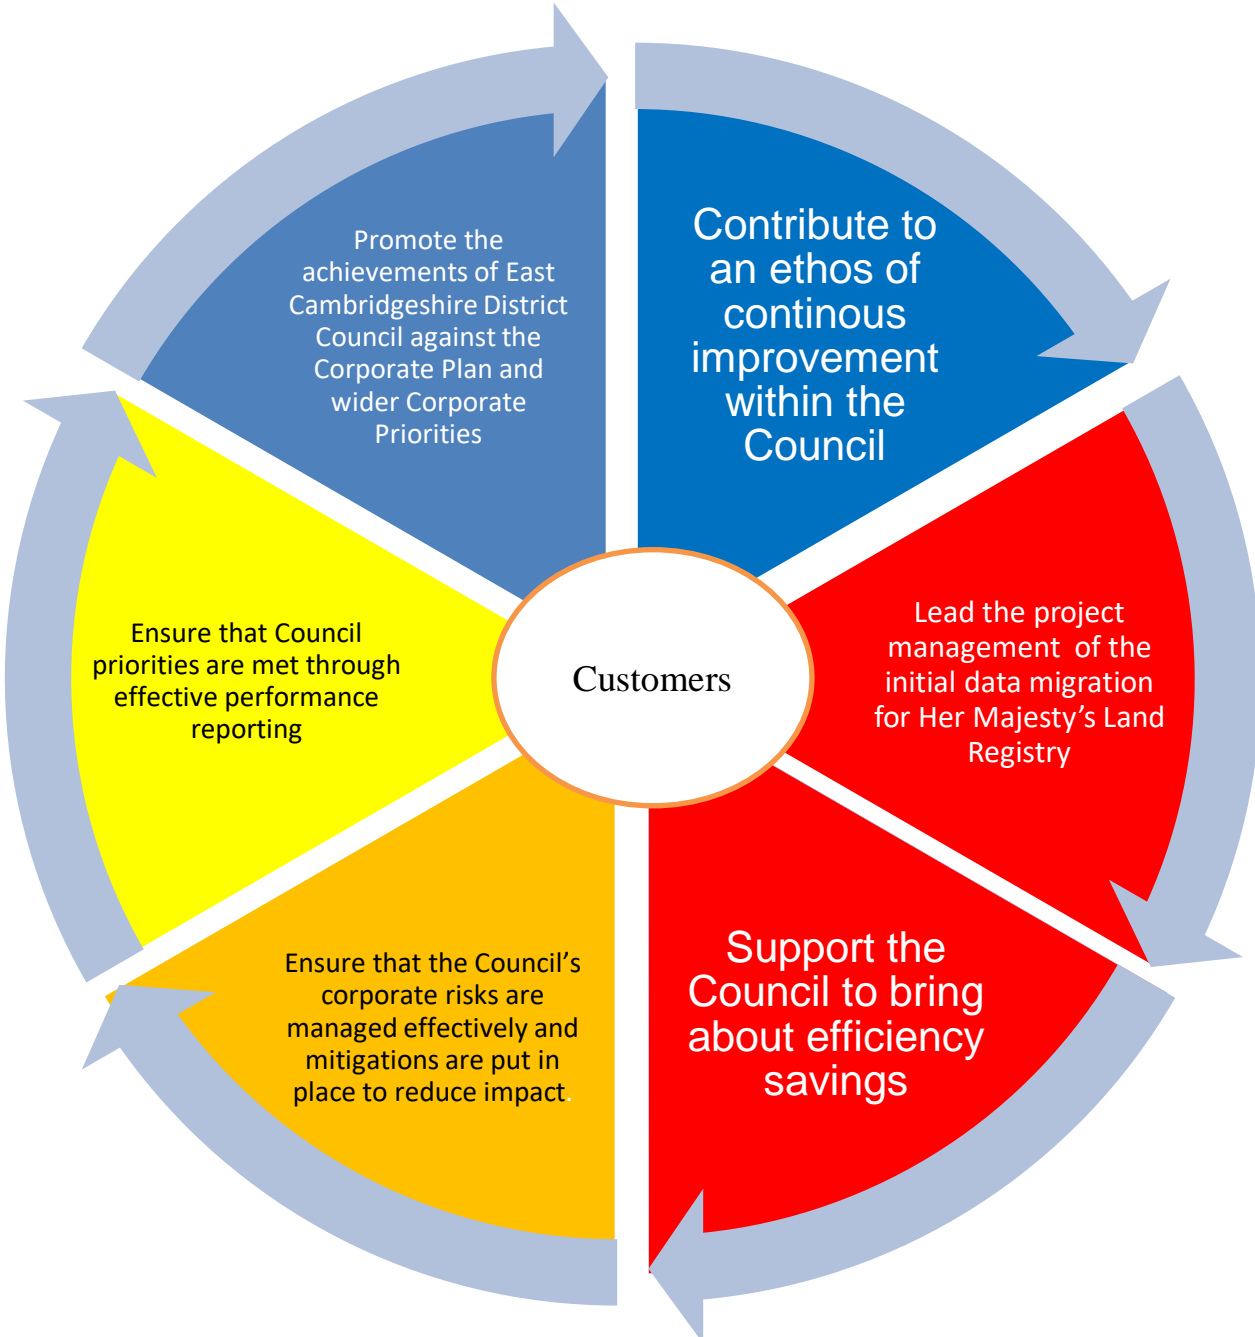 Contribute to
an ethos of
continous
improvement
within the
Council
Lead the project
management  of the
initial data migration
for Her Majesty’s Land
Registry
Support the
Council to bring
about efficiency
savings
Ensure that the Council’s
corporate risks are
managed effectively and
mitigations are put in
place to reduce impact.
Ensure that Council
priorities are met through
effective performance
reporting
Promote the
achievements of East
Cambridgeshire District
Council against the
Corporate Plan and
wider Corporate
Priorities
Customers